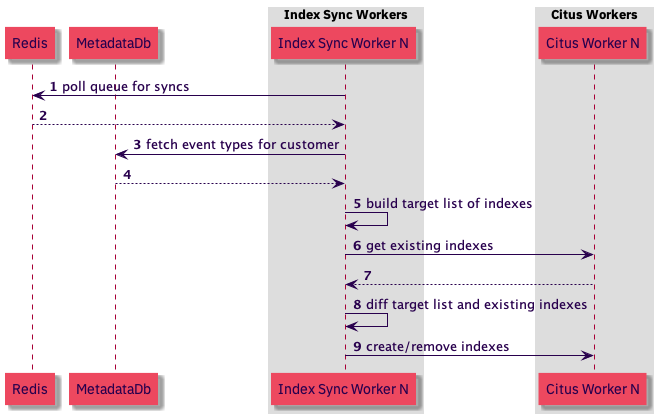 Index Sync Workers
Citus Workers
Redis
MetadataDb
Index Sync Worker N
Citus Worker N
1 poll queue for syncs
2
3 fetch event types for customer
4
5 build target list of indexes
6 get existing indexes
7
8 diff target list and existing indexes
9 create/remove indexes
Redis
MetadataDb
Index Sync Worker N
Citus Worker N